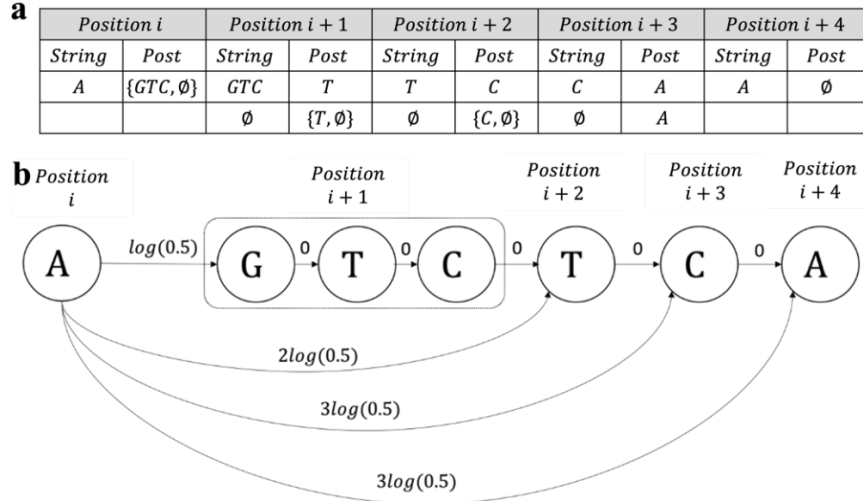 a
Position i Position i + 1 Position i + 2 Position i + 3 Position i + 4
String Post String Post String Post String Post String Post
A {GTC, ∅} GTC T T C C A A ∅
∅ {T, ∅} ∅ {C, ∅} ∅ A
b
Position i
Position i + 1
Position i + 2
Position i + 3
Position i + 4
A log(0.5) G 0 T 0 C 0 T 0 C 0 A
2log(0.5)
3log(0.5)
3log(0.5)